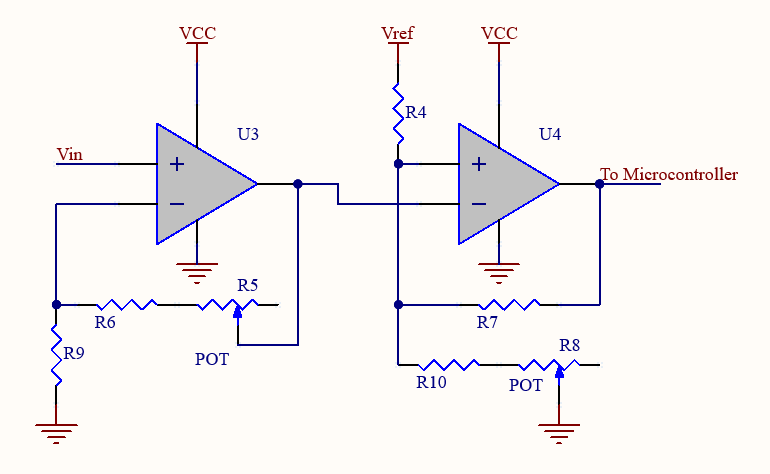 VCC
Vref
VCC
R4
U3
U4
Vin
+
+
To Microcontroller
−
−
R5
R6
R7
R9
POT
R8
R10
POT